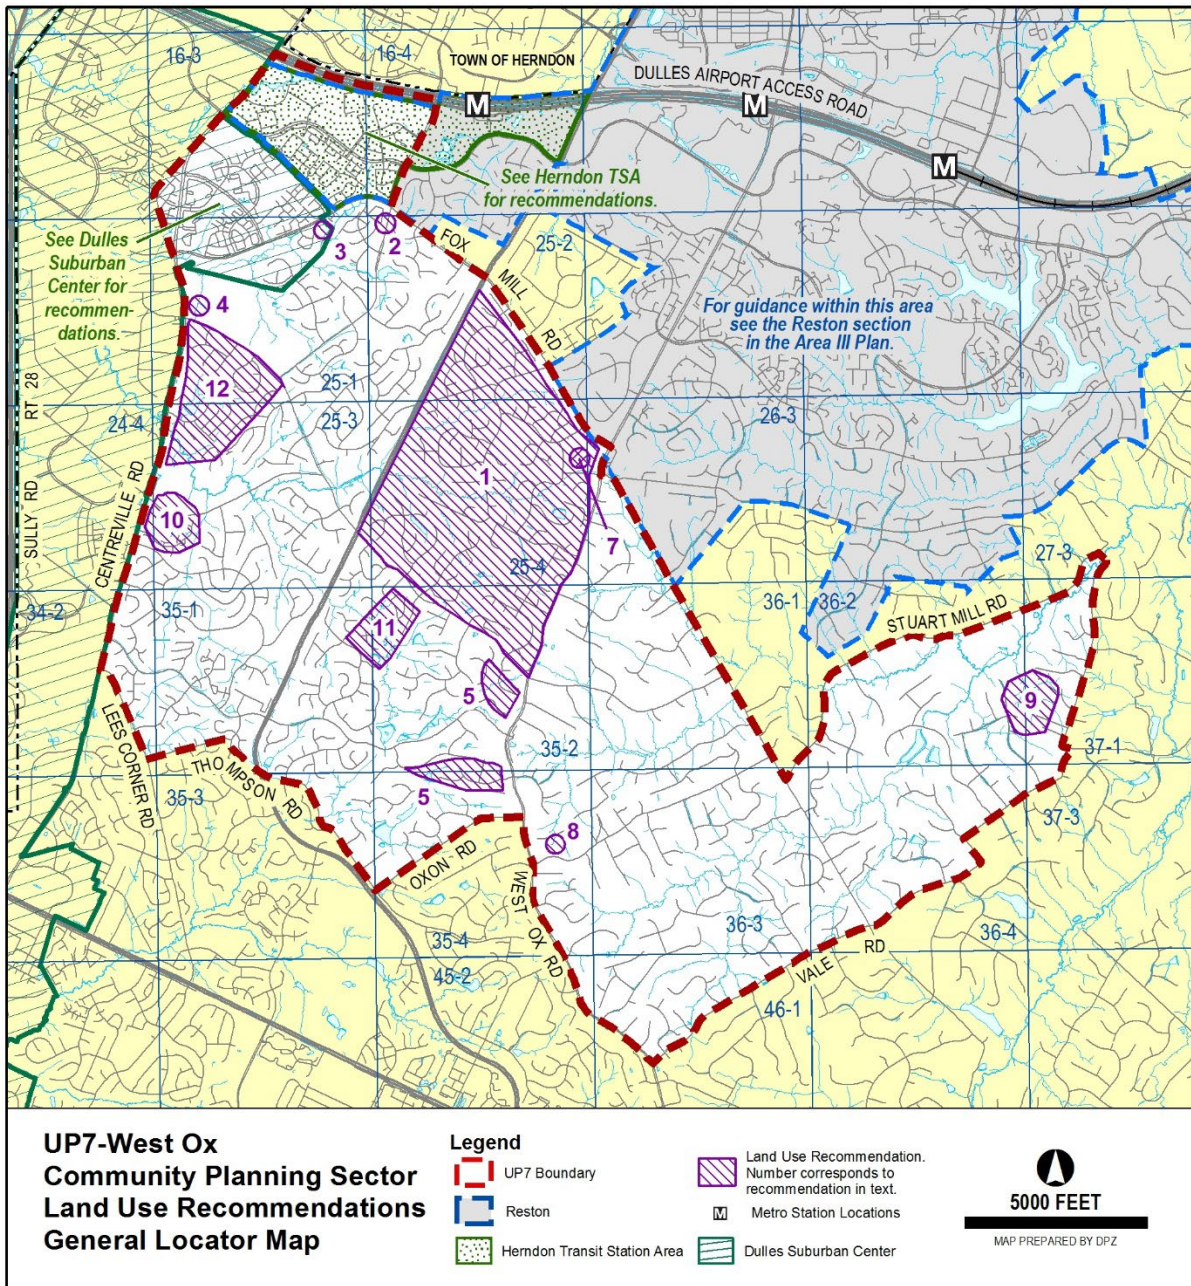 16-3
16-4
TOWN OF HERNDON
DULLES AIRPORT ACCESS ROAD
M
M
M
See Herndon TSA
for recommendations.
See Dulles
Suburban
Center for
recommen-
dations.
3
2
FOX
MILL
RD
25-2
4
For guidance within this area
see the Reston section
in the Area III Plan.
12
25-1
25-3
24-4
26-3
SULLY RD RT 28
CENTREVILLE RD
1
10
7
25-4
34-2
35-1
11
36-1
36-2
27-3
STUART MILL RD
5
9
LEES CORNER RD
THOMPSON RD
35-2
37-1
35-3
5
37-3
8
OXON RD
WEST OX RD
35-4
45-2
36-3
36-4
VALE RD
46-1
UP7-West Ox
Community Planning Sector
Land Use Recommendations
General Locator Map
Legend
UP7 Boundary
Reston
Herndon Transit Station Area
Land Use Recommendation.
Number corresponds to
recommendation in text.
M Metro Station Locations
Dulles Suburban Center
5000 FEET
MAP PREPARED BY DPZ